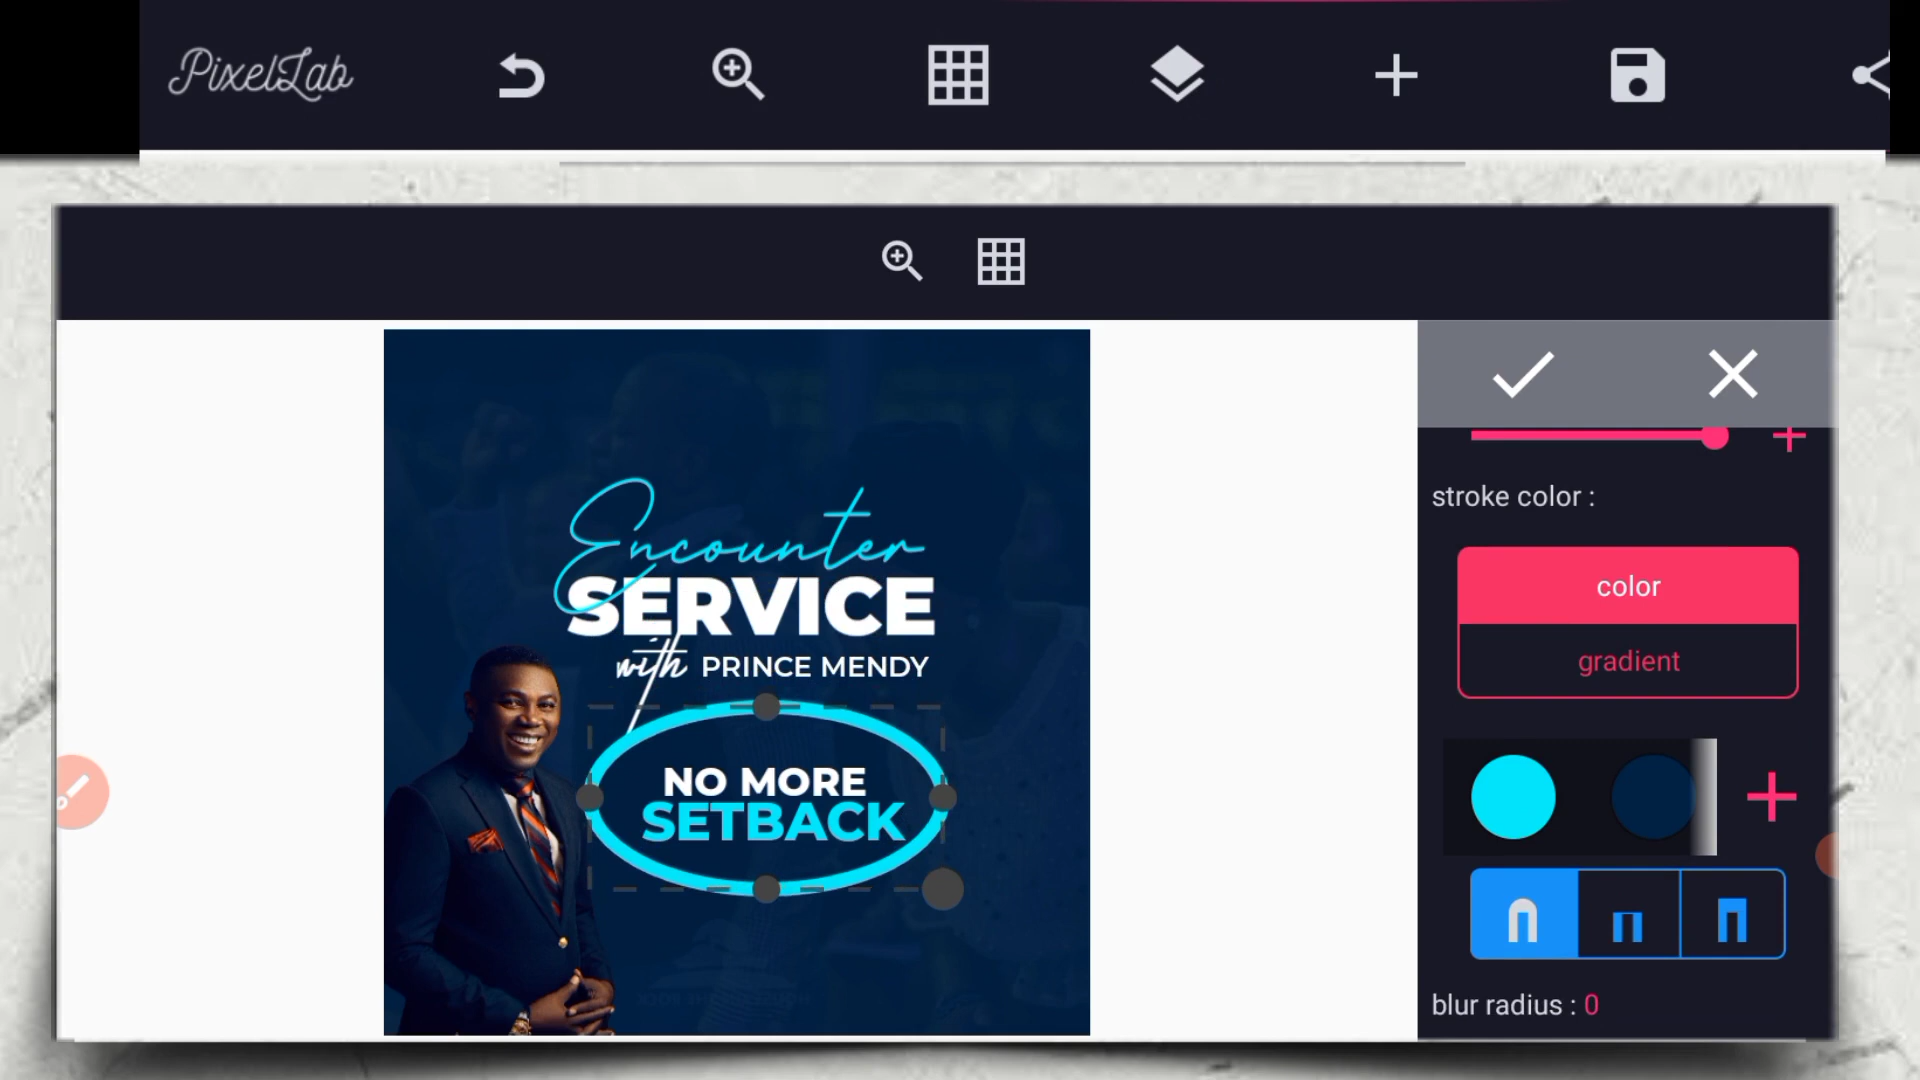 PixelLab
stroke color :
color
gradient
blur radius : 0
Encounter
SERVICE
with PRINCE MENDY
NO MORE
SETBACK